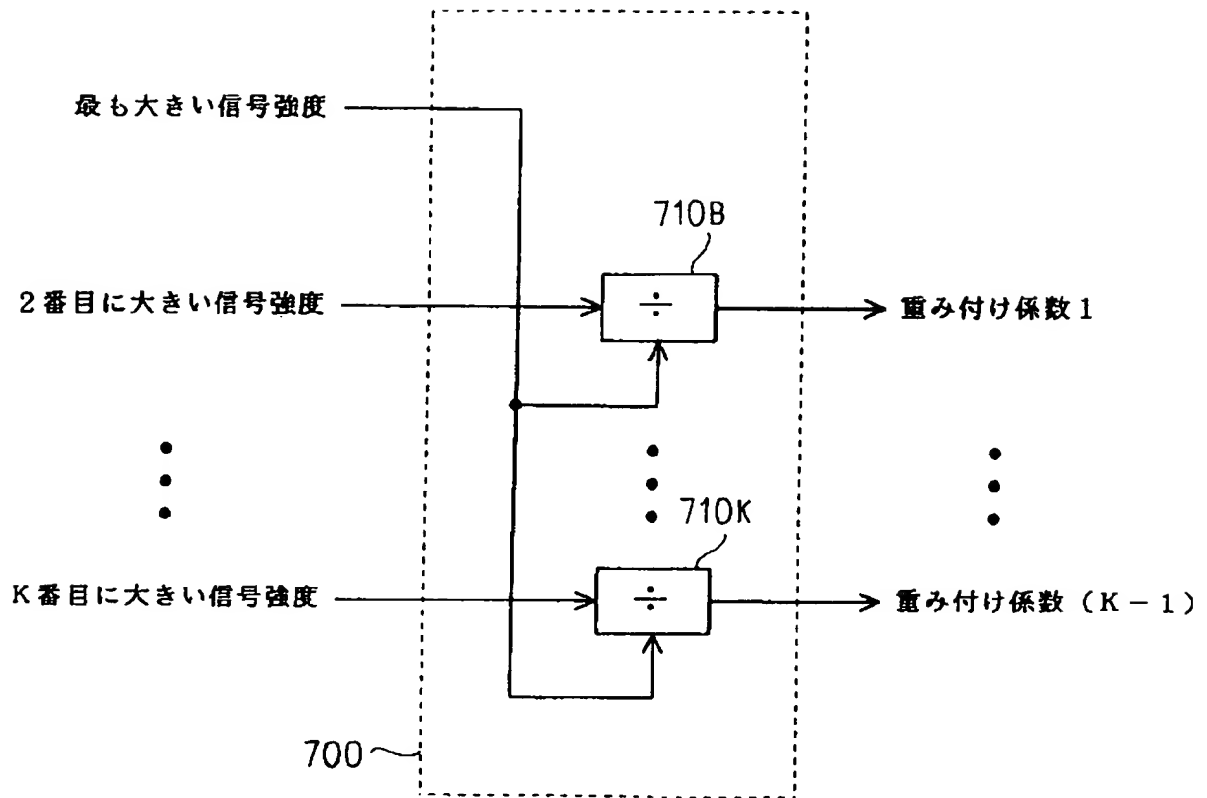 最も大きい信号強度
710B
÷
2番目に大きい信号強度
重み付け係数1
710K
÷
K番目に大きい信号強度
重み付け係数(K-1)
700